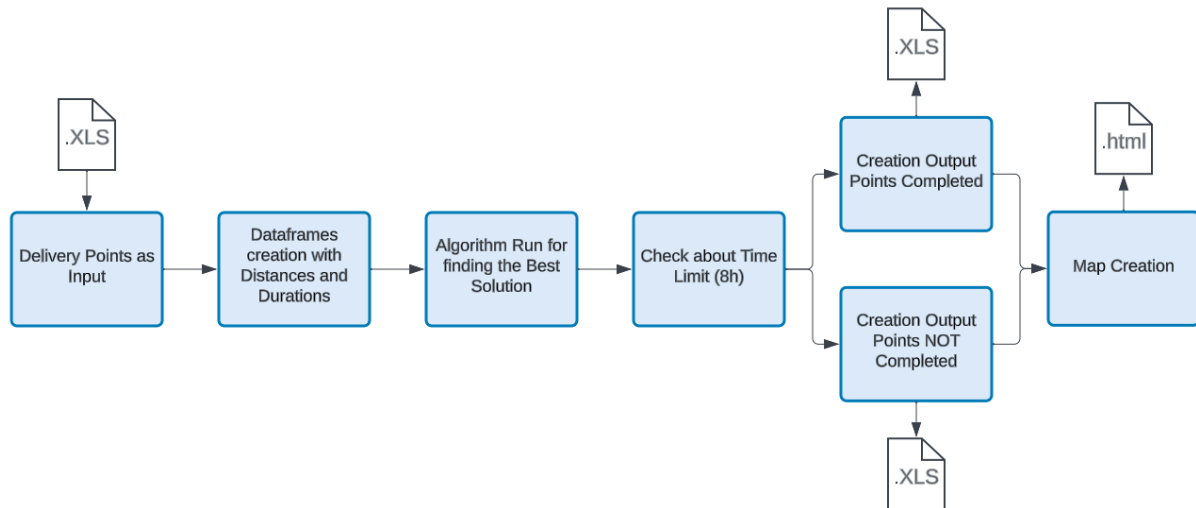 .XLS
Delivery Points as
Input
Dataframes
creation with
Distances and
Durations
Algorithm Run for
finding the Best
Solution
Check about Time
Limit (8h)
.XLS
Creation Output
Points Completed
Creation Output
Points NOT
Completed
.XLS
.html
Map Creation